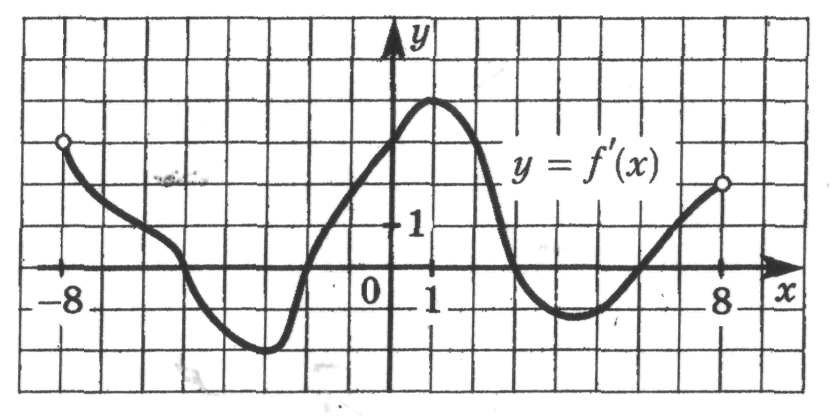 y
y = f′(x)
1
−8
0
1
8
x